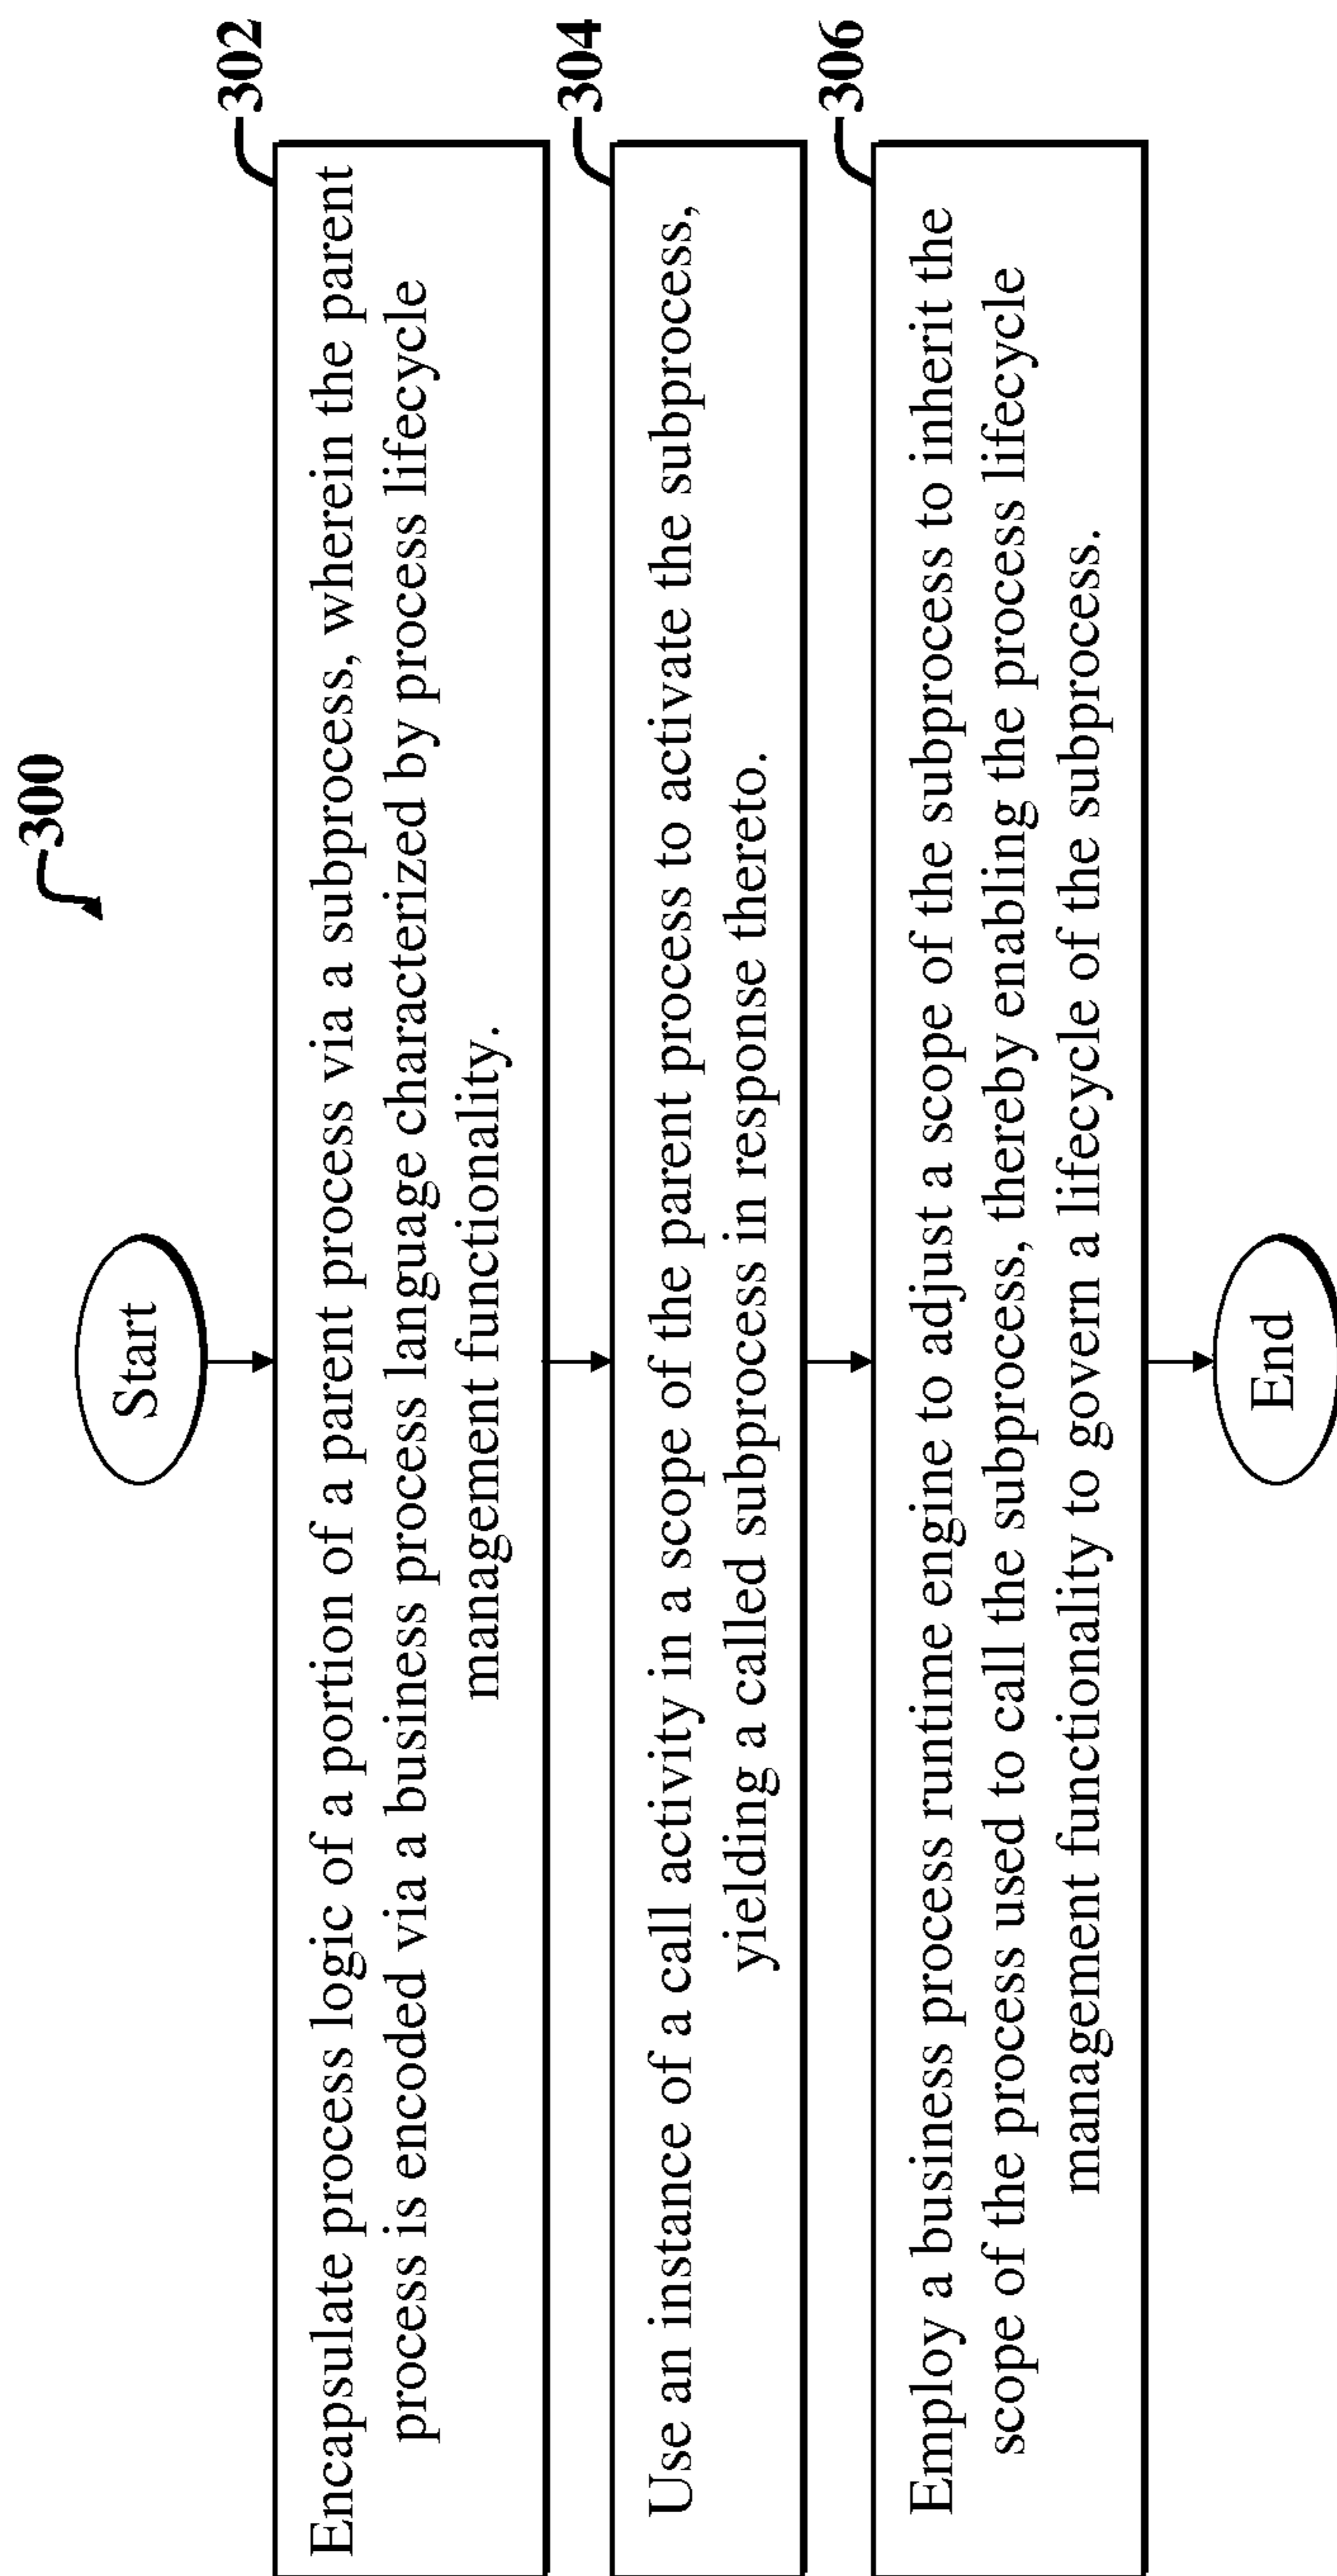 300
Start
302
Encapsulate process logic of a portion of a parent process via a subprocess, wherein the parent
process is encoded via a business process language characterized by process lifecycle
management functionality.
304
Use an instance of a call activity in a scope of the parent process to activate the subprocess,
yielding a called subprocess in response thereto.
306
Employ a business process runtime engine to adjust a scope of the subprocess to inherit the
scope of the process used to call the subprocess, thereby enabling the process lifecycle
management functionality to govern a lifecycle of the subprocess.
End